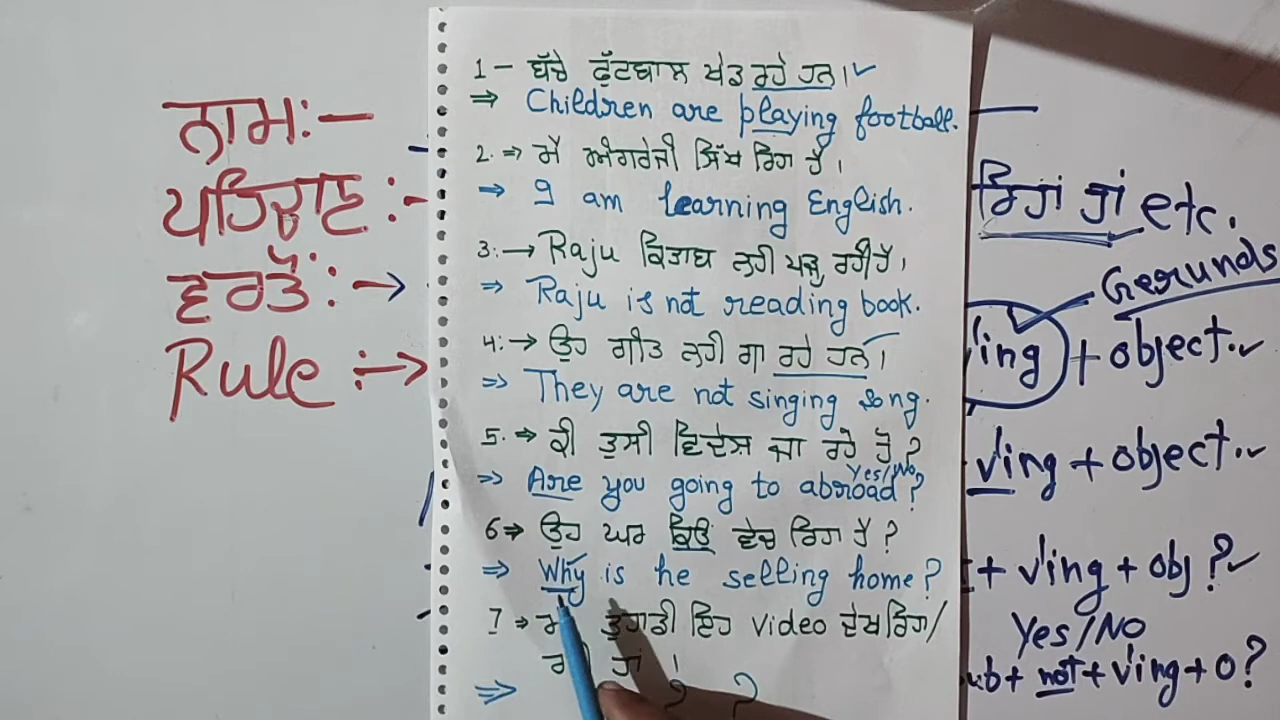 ਨਾਮ:-
ਪਹਿਚਾਣ:-
ਵਰਤੋਂ:->
Rule:->
1- ਬੱਚੇ ਫੁੱਟਬਾਲ ਖੇਡ ਰਹੇ ਹਨ।✓
⇒ Children are playing football.
2.⇒ ਮੈਂ ਅੰਗਰੇਜੀ ਸਿੱਖ ਰਿਹਾ ਹੈ।
⇒ I am learning English.
3:→ Raju ਕਿਤਾਬ ਨਹੀ ਪੜ੍ਹ ਰਹੀ ਹੈ।
⇒ Raju is not reading book.
4:→ ਉਹ ਗੀਤ ਨਹੀ ਗਾ ਰਹੇ ਹਨ।
⇒ They are not singing song.
5.⇒ ਕੀ ਤੁਸੀ ਵਿਦੇਸ਼ ਜਾ ਰਹੇ ਹੋ?
Yes/No
⇒ Are you going to abroad?
6⇒ ਉਹ ਘਰ ਕਿਉਂ ਵੇਚ ਰਿਹਾ ਹੈ?
⇒ Why is he selling home?
7⇒ ਤੁਹਾਡੀ ਇਹ video ਦੇਖ ਰਿਹਾ/
ਹਾਂ।
⇒ ?
ਰਿਹਾਂ ਹਾਂ etc.
Gerunds
ing + object.✓
Ving + object.✓
+ Ving + obj?✓
Yes/No
sub + not + Ving + o?